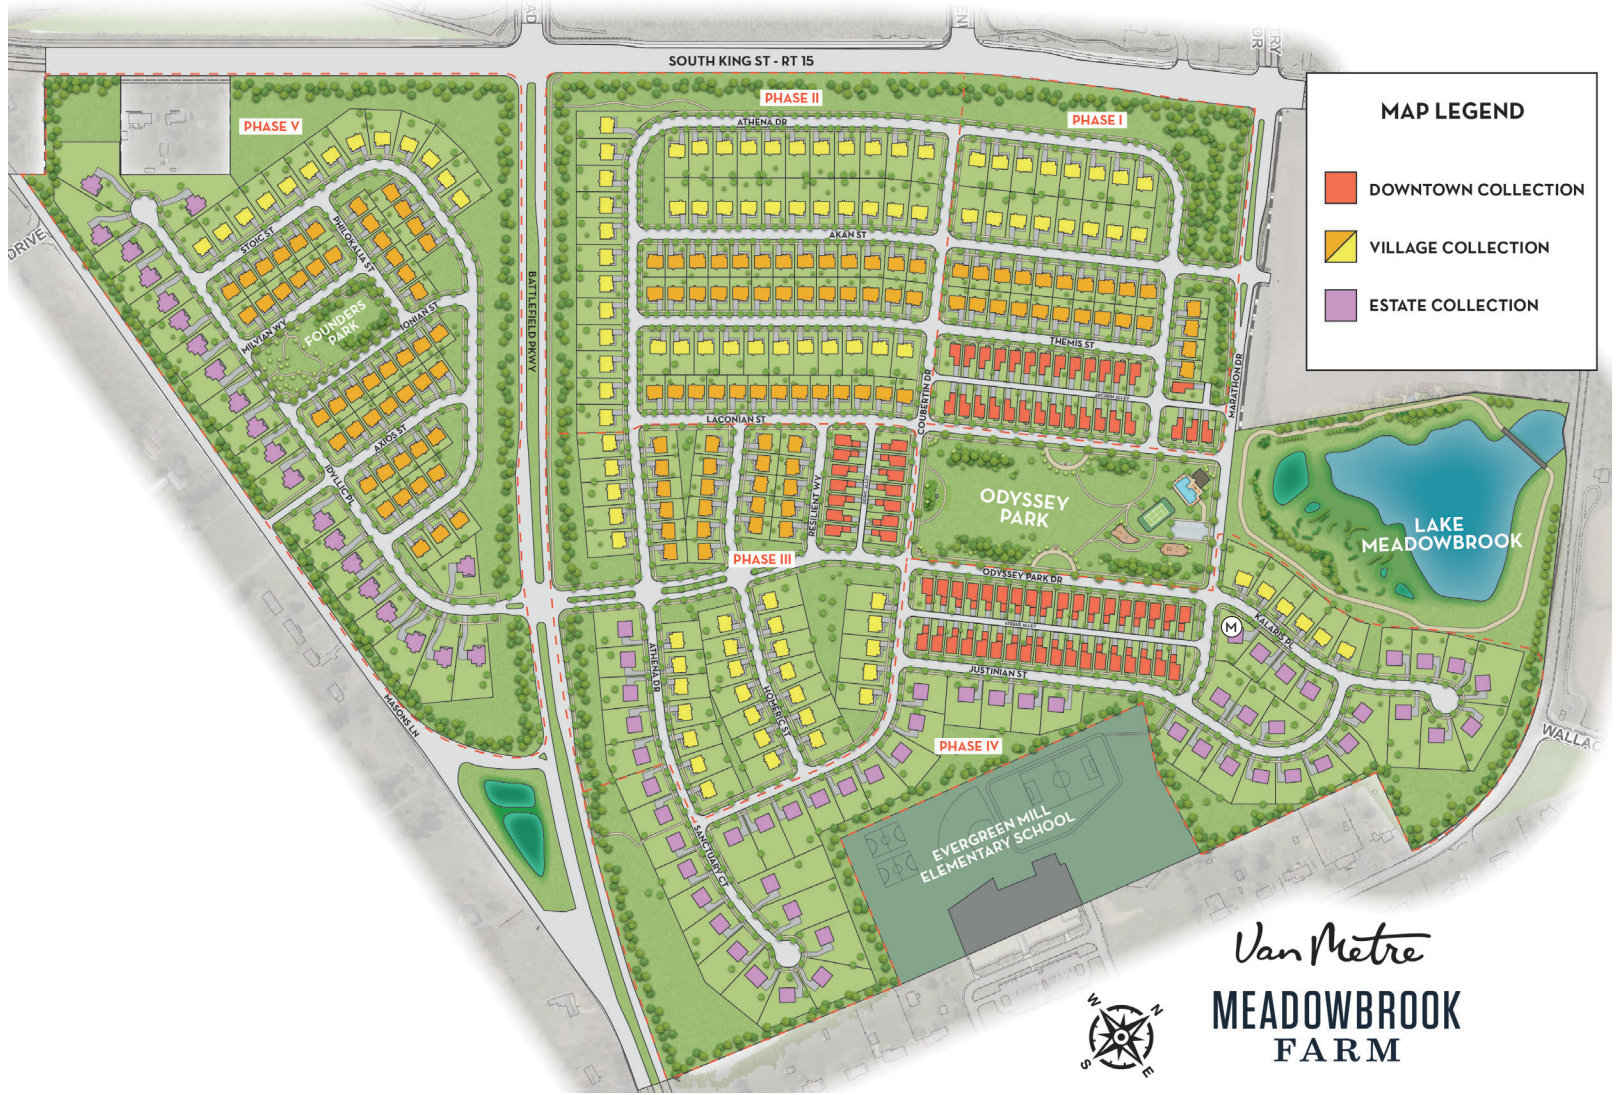 SOUTH KING ST - RT 15
PHASE II
PHASE I
PHASE V
ATHENA DR
MAP LEGEND
DOWNTOWN COLLECTION
VILLAGE COLLECTION
ESTATE COLLECTION
DRIVE
STOIC ST
PHILOKALIA ST
MILVIAN WY
FOUNDERS
PARK
IONIAN ST
AXIOS ST
IDYLLIC PL
BATTLEFIELD PKWY
AKAN ST
THEMIS ST
COUBERTIN DR
MARATHON DR
LACONIAN ST
RESILIENT WY
ODYSSEY
PARK
LAKE
MEADOWBROOK
PHASE III
ODYSSEY PARK DR
KALARIS PL
M
JUSTINIAN ST
ATHENA DR
HOMERIC ST
MASONS LN
PHASE IV
WALLAC
SANCTUARY CT
EVERGREEN MILL
ELEMENTARY SCHOOL
Van Metre
MEADOWBROOK
FARM
W
N
S
E